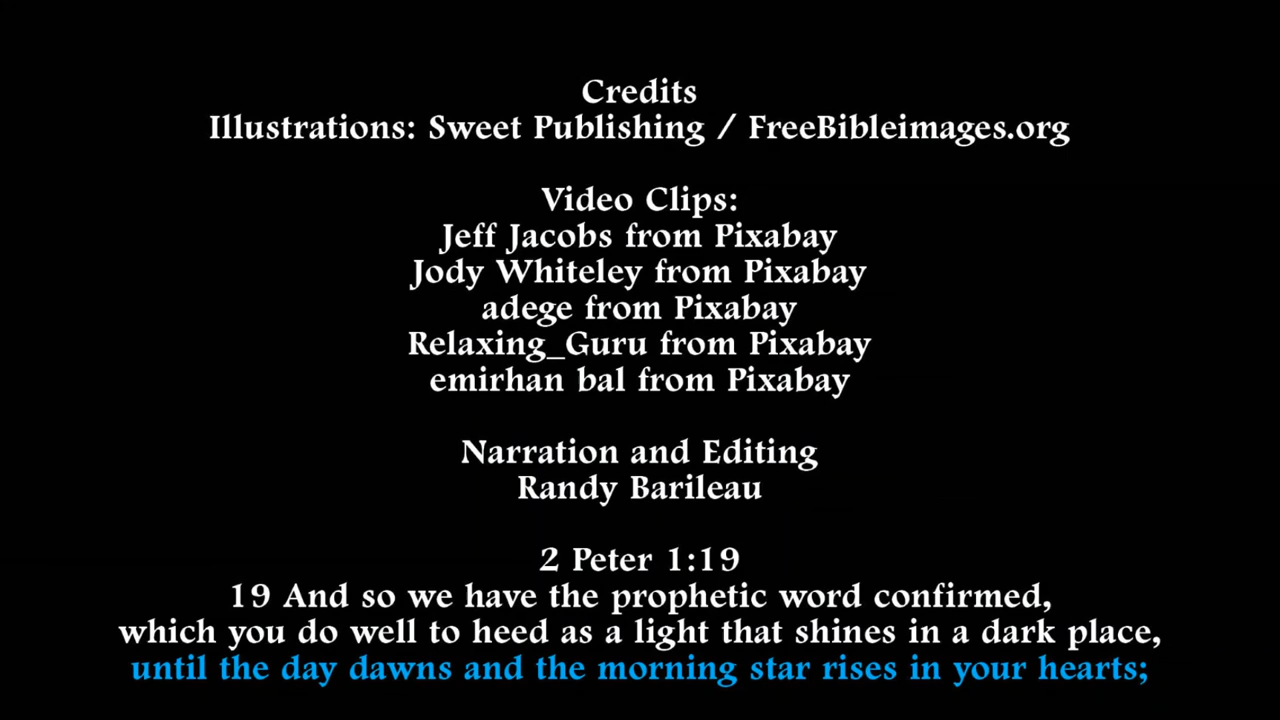 Credits
Illustrations: Sweet Publishing / FreeBibleimages.org
Video Clips:
Jeff Jacobs from Pixabay
Jody Whiteley from Pixabay
adege from Pixabay
Relaxing_Guru from Pixabay
emirhan bal from Pixabay
Narration and Editing
Randy Barileau
2 Peter 1:19
19 And so we have the prophetic word confirmed,
which you do well to heed as a light that shines in a dark place,
until the day dawns and the morning star rises in your hearts;